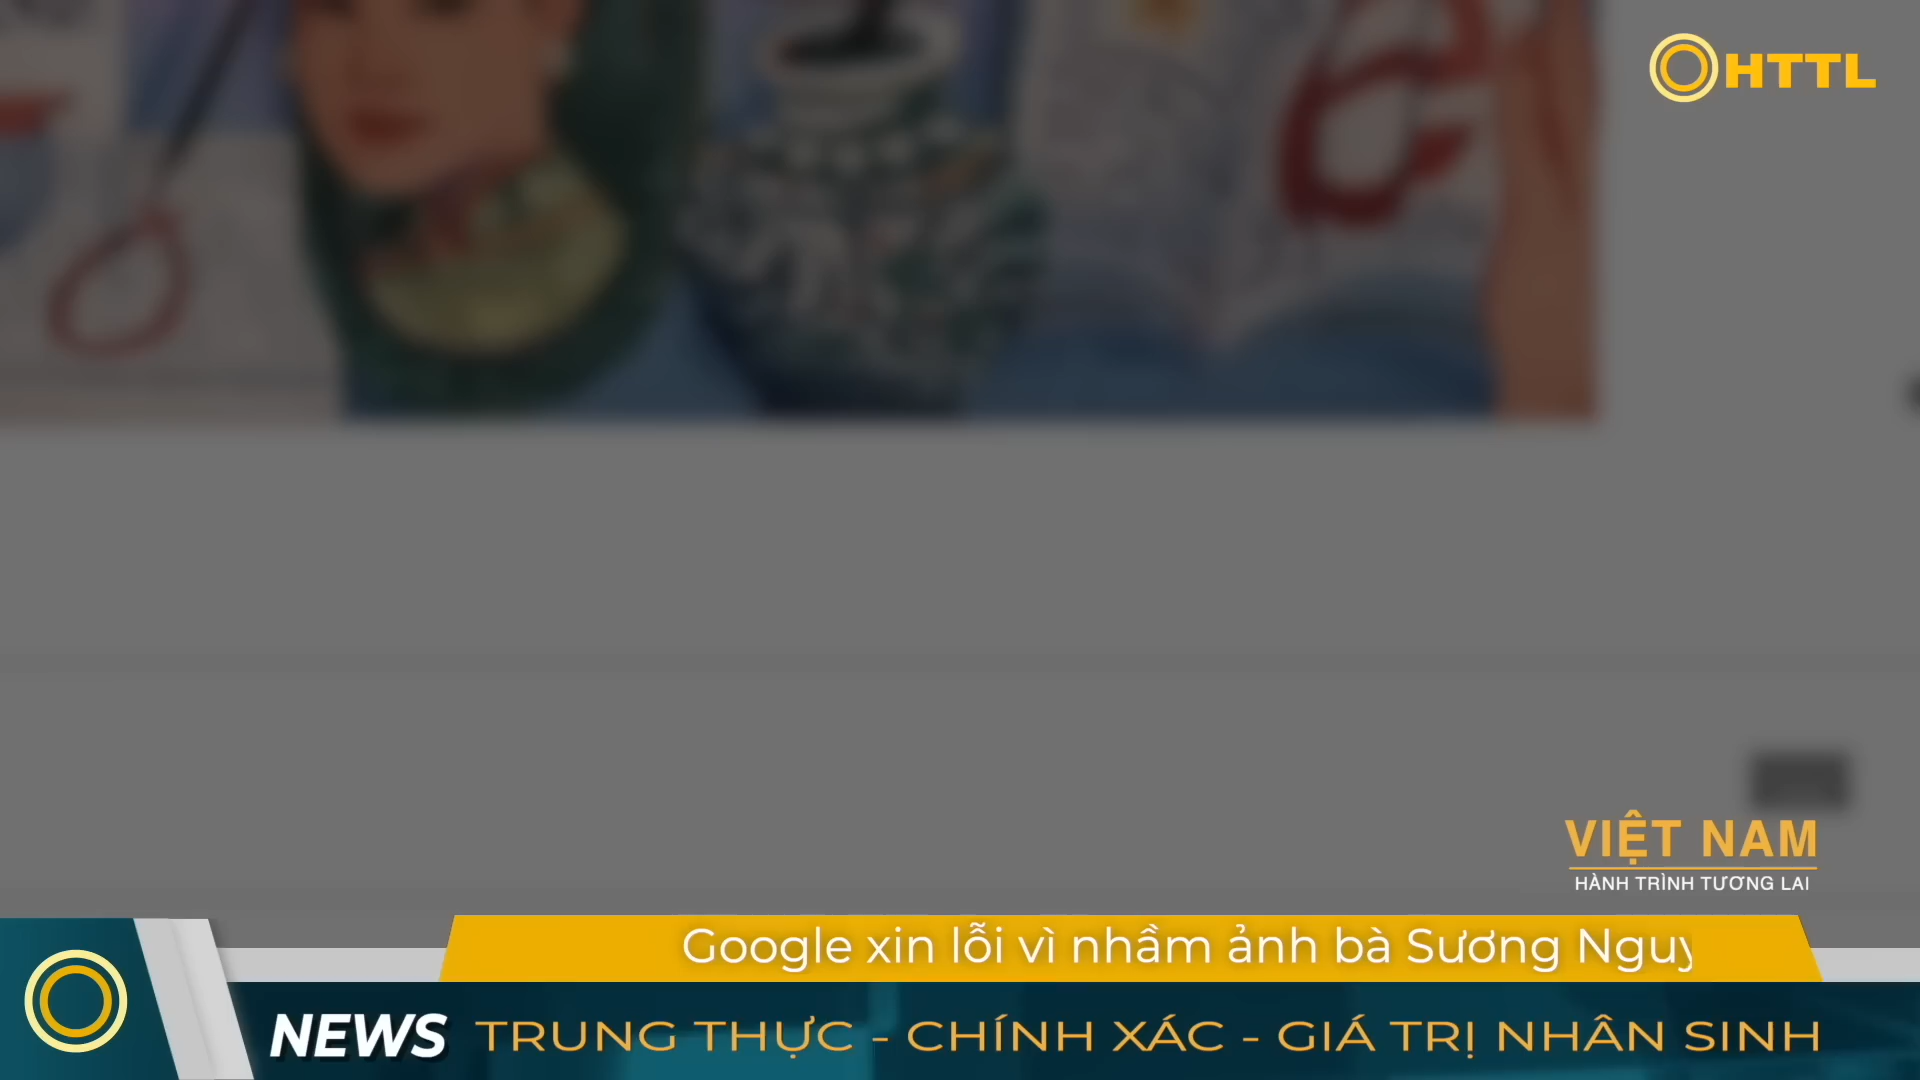 HTTL
VIỆT NAM
HÀNH TRÌNH TƯƠNG LAI
Google xin lỗi vì nhầm ảnh bà Sương
NEWS TRUNG THỰC - CHÍNH XÁC - GIÁ TRỊ NHÂN SINH